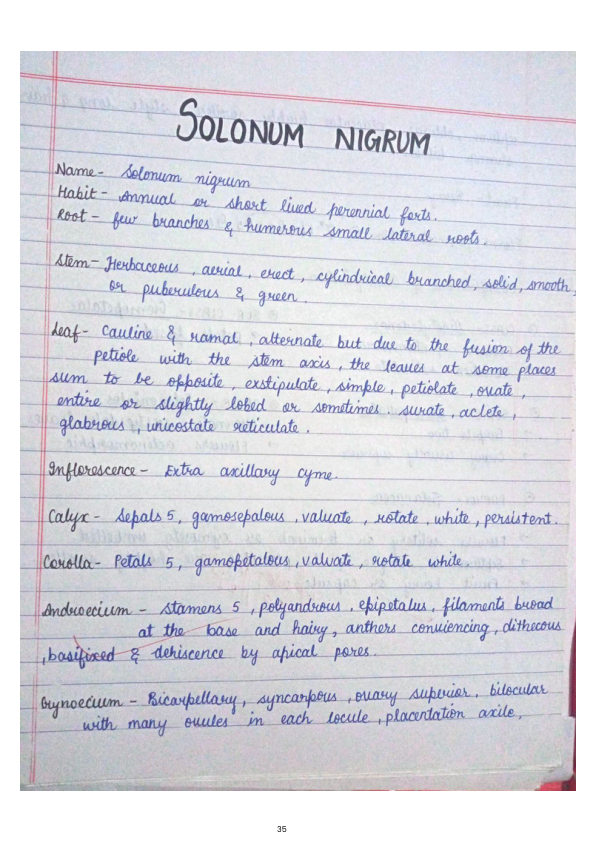 SOLONUM NIGRUM
Name - Solonum nigrum
Habit - Annual or short lived perennial forts.
Root - few branches & humerous small lateral roots.
Stem - Herbaceous, aerial, erect, cylindrical branched, solid, smooth,
or puberulous & green.
Leaf - Cauline & ramal, alternate but due to the fusion of the
petiole with the stem axis, the leaves at some places
sum to be opposite, exstipulate, simple, petiolate, ovate,
entire or slightly lobed or sometimes surate, aclete,
glabrous, unicostate reticulate.
Inflorescence - Extra axillary cyme.
Calyx - Sepals 5, gamosepalous, valuate, rotate, white, persistent.
Corolla - Petals 5, gamopetalous, valvate, rotate white.
Androecium - Stamens 5, polyandrous, epipetalus, filaments broad
at the base and hairy, anthers conviencing, dithecous
, basifixed & dehiscence by apical pores.
Gynoecium - Bicarpellary, syncarpous, ovary superior, bilocular
with many ovules in each locule, placentation axile,
35